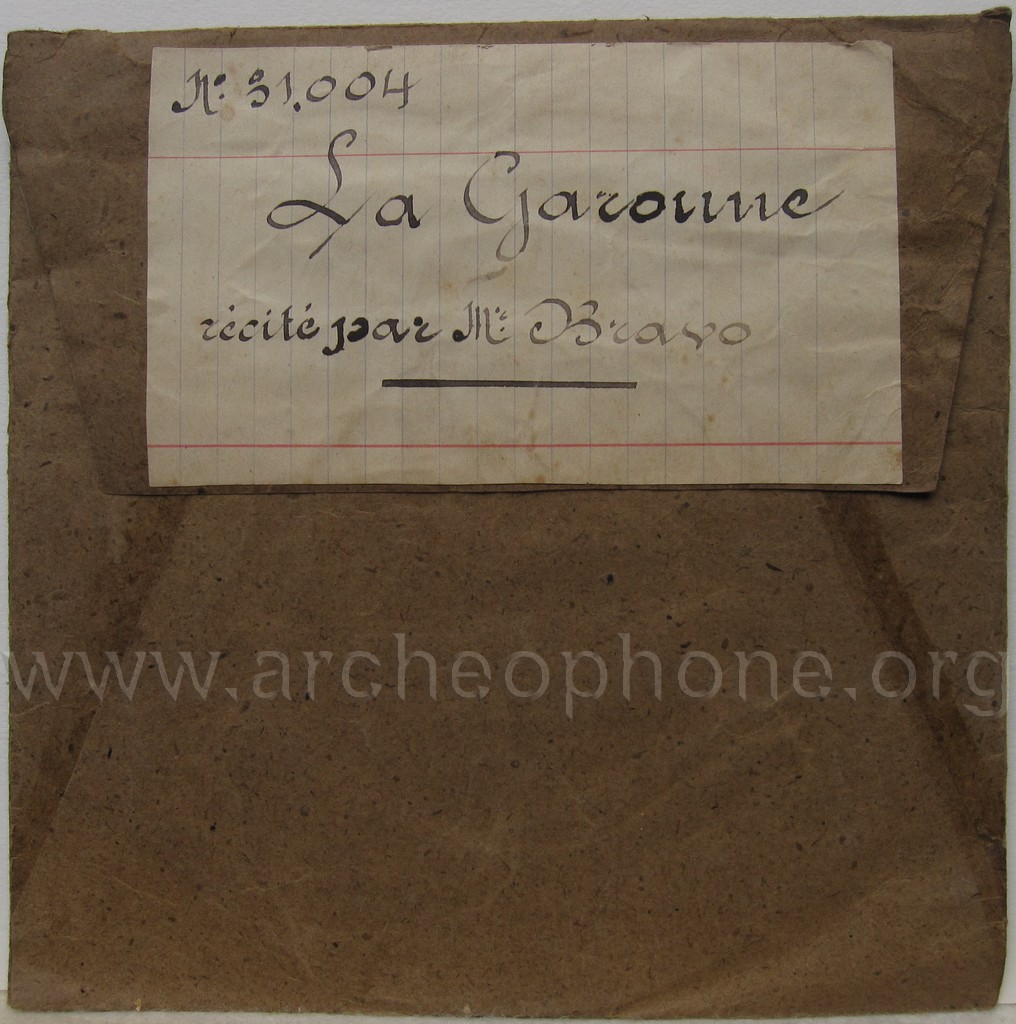 Nº. 31.004
La Garonne
récité par Mr. Bravo
www.archeophone.org